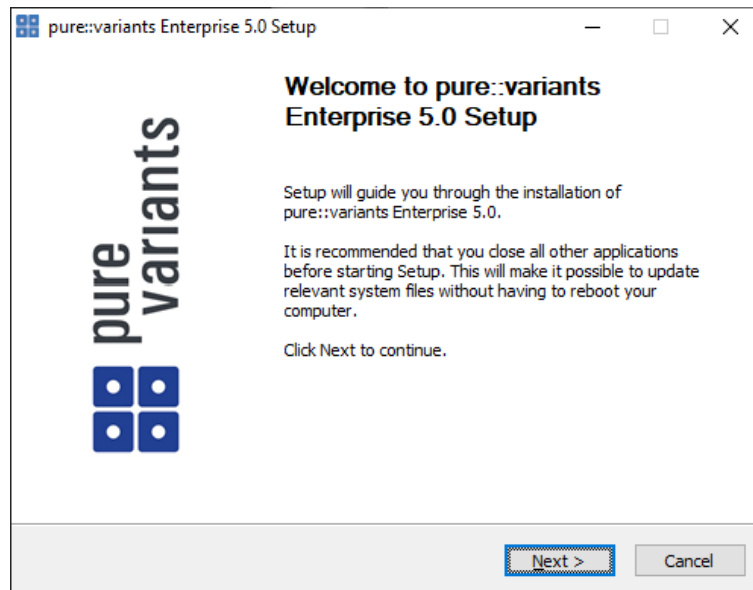 pure::variants Enterprise 5.0 Setup
Welcome to pure::variants
Enterprise 5.0 Setup
pure
variants
Setup will guide you through the installation of
pure::variants Enterprise 5.0.
It is recommended that you close all other applications
before starting Setup. This will make it possible to update
relevant system files without having to reboot your
computer.
Click Next to continue.
Next >
Cancel